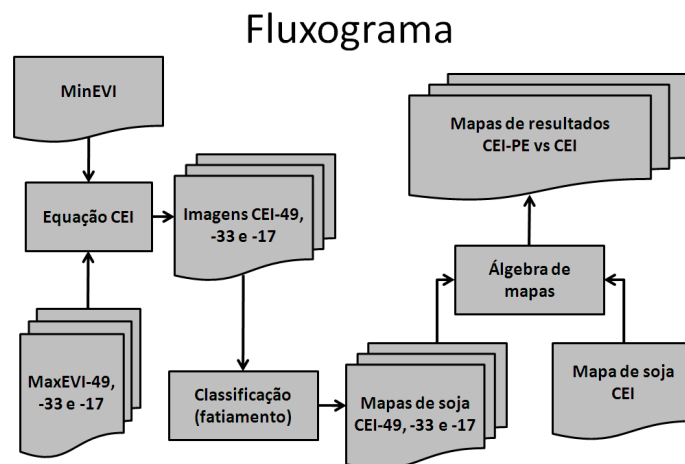 Fluxograma
MinEVI
Equação CEI
MaxEVI-49,
-33 e -17
Imagens CEI-49,
-33 e -17
Classificação
(fatiamento)
Mapas de soja
CEI-49, -33 e -17
Mapas de resultados
CEI-PE vs CEI
Álgebra de
mapas
Mapa de soja
CEI